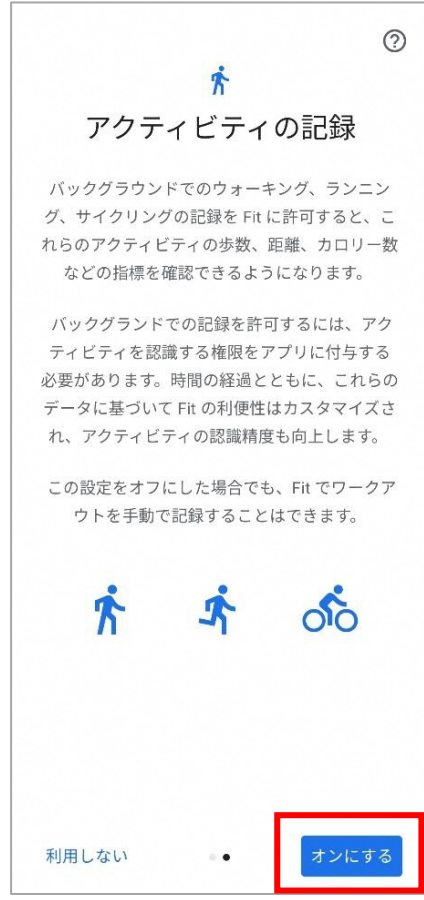 アクティビティの記録
バックグラウンドでのウォーキング、ランニン
グ、サイクリングの記録を Fit に許可すると、こ
れらのアクティビティの歩数、距離、カロリー数
などの指標を確認できるようになります。
バックグランドでの記録を許可するには、アク
ティビティを認識する権限をアプリに付与する
必要があります。時間の経過とともに、これらの
データに基づいて Fit の利便性はカスタマイズさ
れ、アクティビティの認識精度も向上します。
この設定をオフにした場合でも、Fit でワークア
ウトを手動で記録することはできます。
利用しない
オンにする